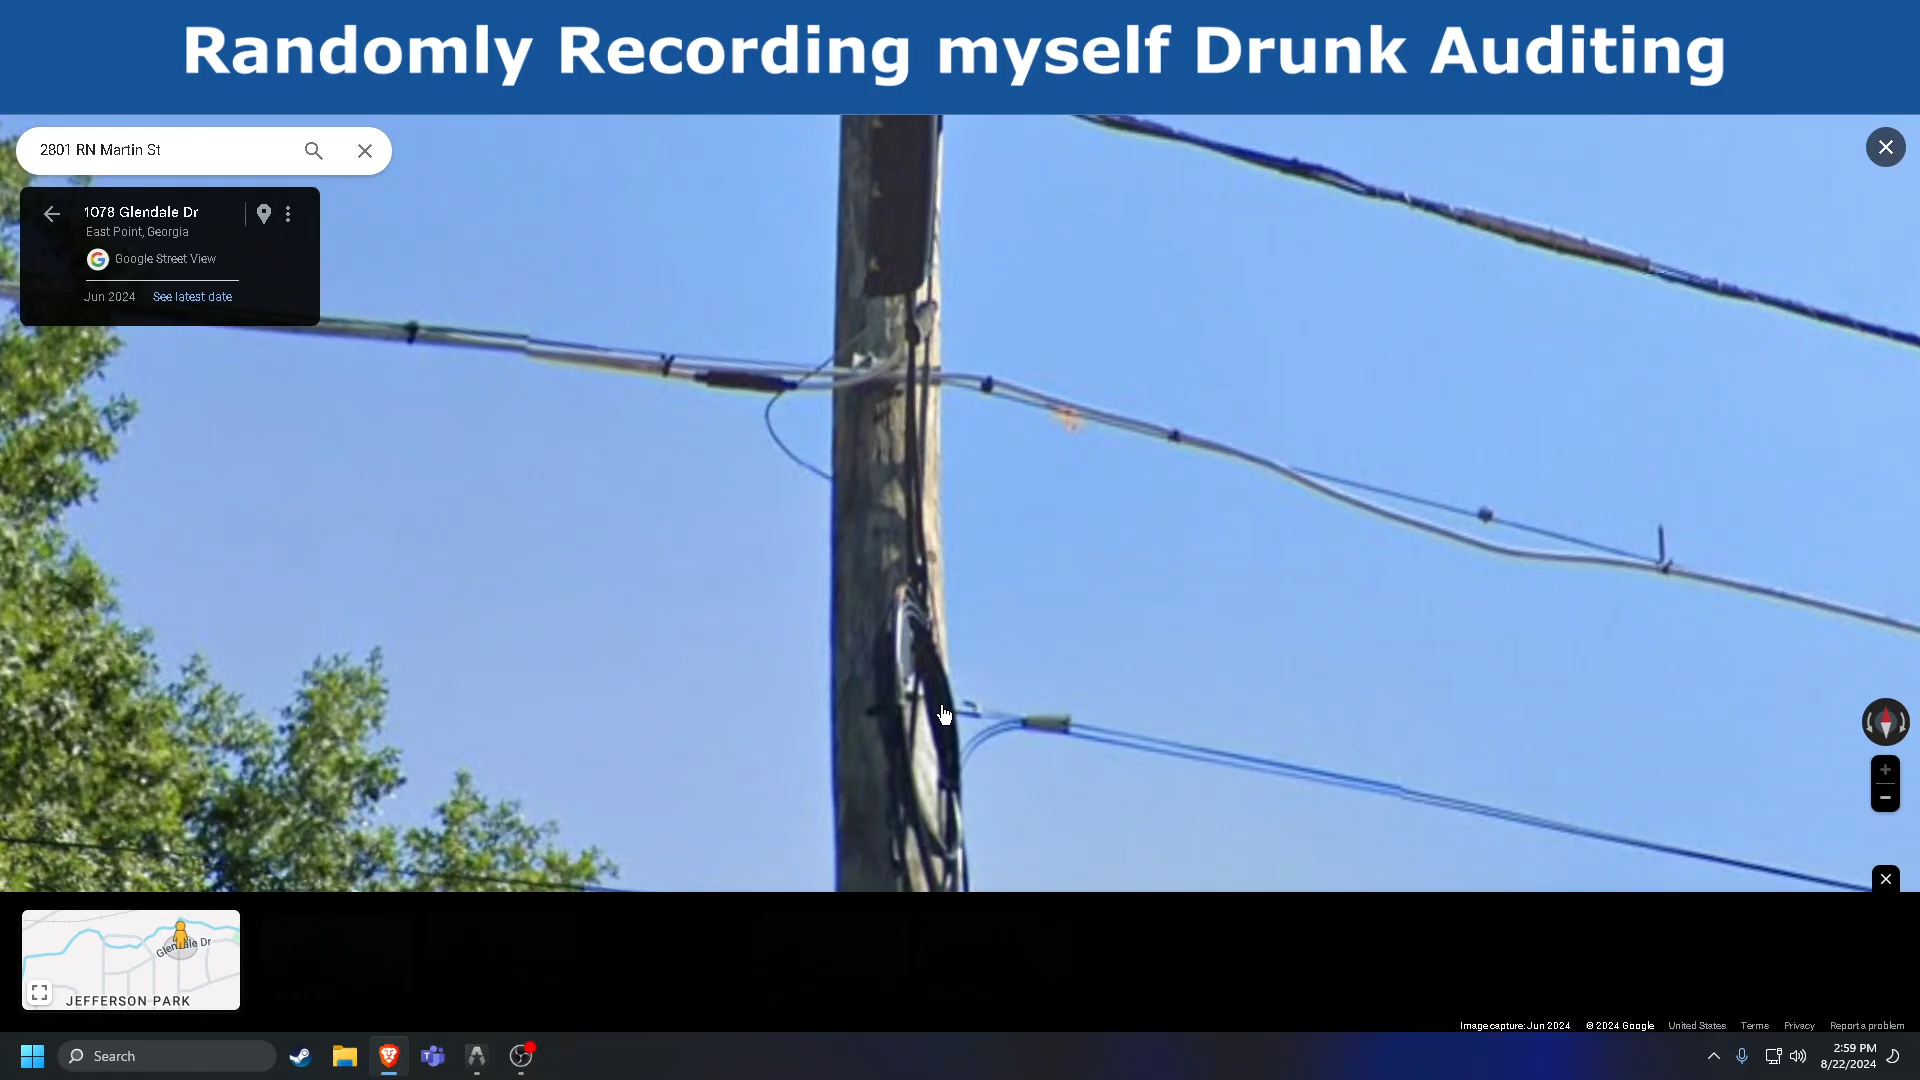 Randomly Recording myself Drunk Auditing
2801 RN Martin St
1078 Glendale Dr
East Point, Georgia
Google Street View
Jun 2024 See latest date
Glendale Dr
JEFFERSON PARK
Image capture: Jun 2024 © 2024 Google United States Terms Privacy Report a problem
Search
2:59 PM
8/22/2024